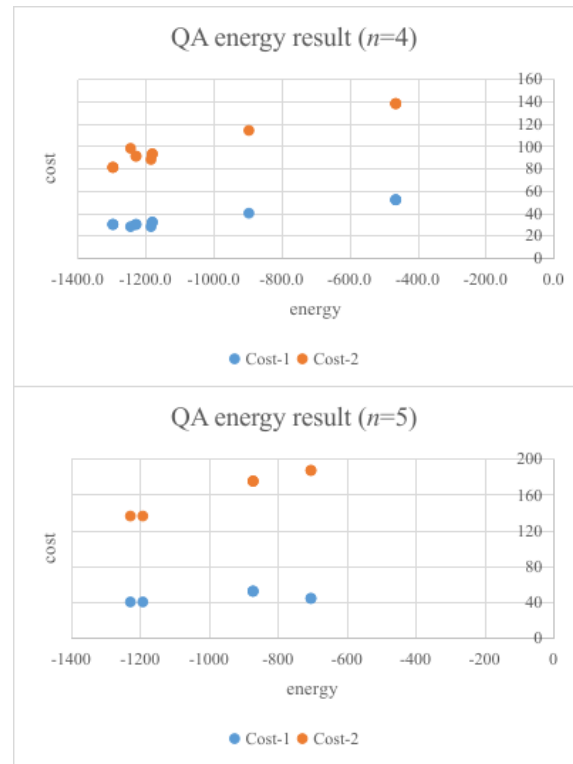 QA energy result (n=4)
160
140
120
100
80
60
40
20
0
cost
-1400.0 -1200.0 -1000.0 -800.0 -600.0 -400.0 -200.0 0.0
energy
Cost-1 Cost-2
QA energy result (n=5)
200
160
120
80
40
0
cost
-1400 -1200 -1000 -800 -600 -400 -200 0
energy
Cost-1 Cost-2